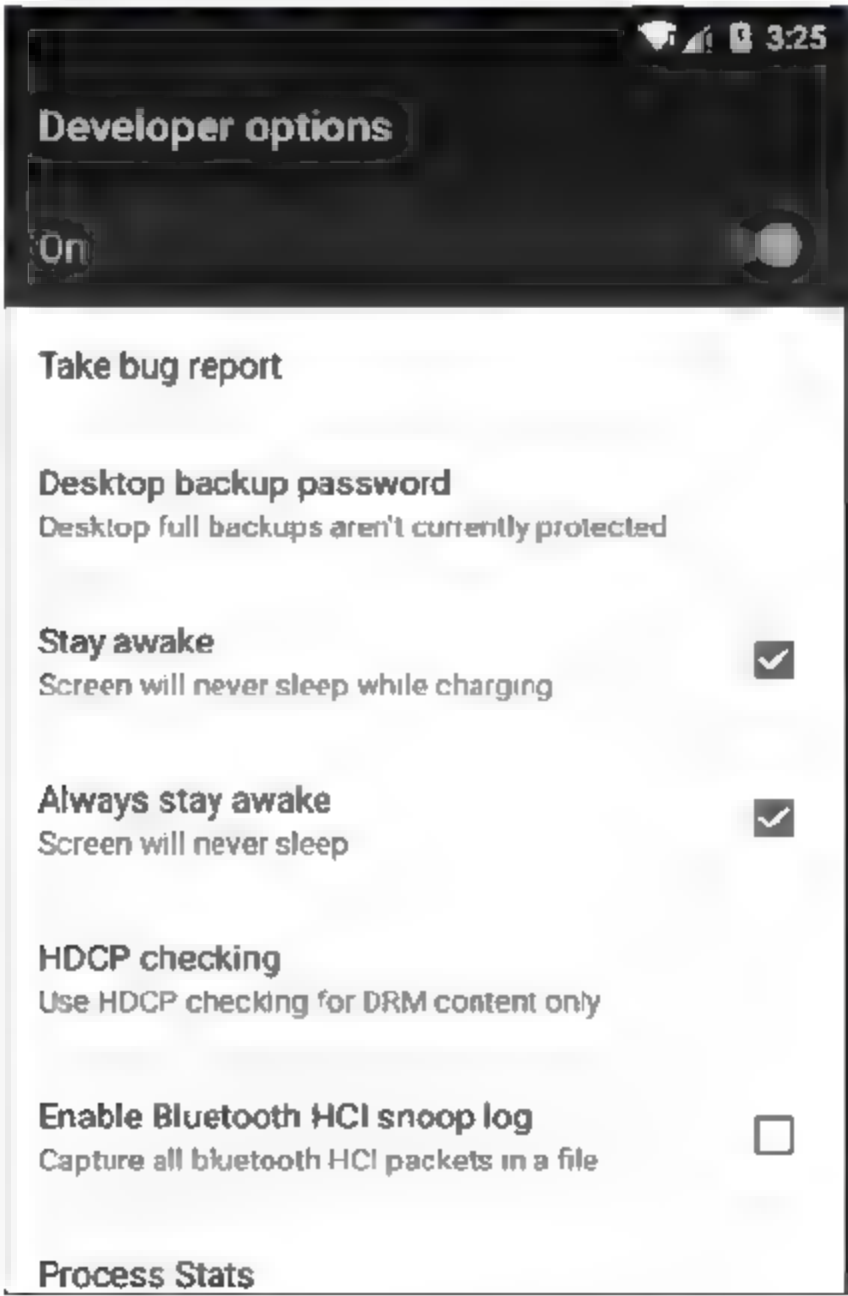 3:25
Developer options
On
Take bug report
Desktop backup password
Desktop full backups aren't currently protected
Stay awake
Screen will never sleep while charging
Always stay awake
Screen will never sleep
HDCP checking
Use HDCP checking for DRM content only
Enable Bluetooth HCI snoop log
Capture all bluetooth HCI packets in a file
Process Stats